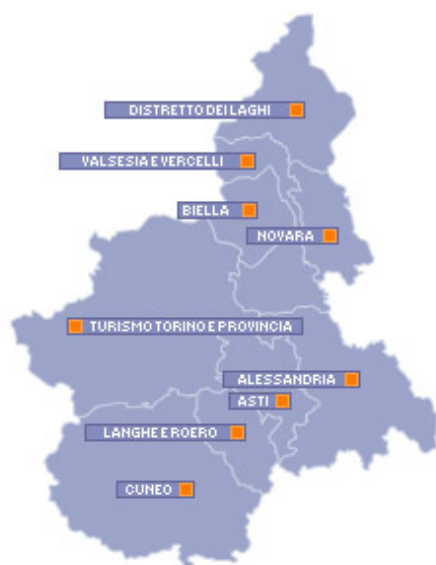 DISTRETTO DEI LAGHI
VALSESIA E VERCELLI
BIELLA
NOVARA
TURISMO TORINO E PROVINCIA
ALESSANDRIA
ASTI
LANGHE E ROERO
CUNEO